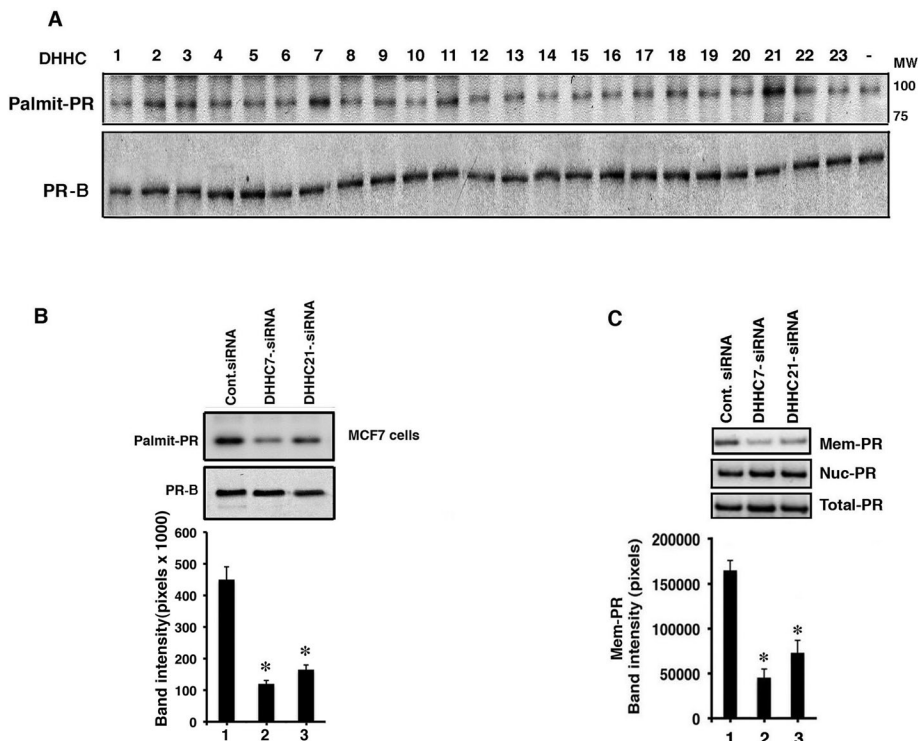 A
DHHC 1 2 3 4 5 6 7 8 9 10 11 12 13 14 15 16 17 18 19 20 21 22 23 -
MW
Palmit-PR
100
75
PR-B
B
Cont.siRNA
DHHC7-.siRNA
DHHC21-.siRNA
Palmit-PR
MCF7 cells
PR-B
Band intensity(pixels x 1000)
600
500
400
300
200
100
0
*
*
1 2 3
C
Cont. siRNA
DHHC7- siRNA
DHHC21- siRNA
Mem-PR
Nuc-PR
Total-PR
Mem-PR
Band intensity (pixels)
200000
150000
100000
50000
0
*
*
1 2 3